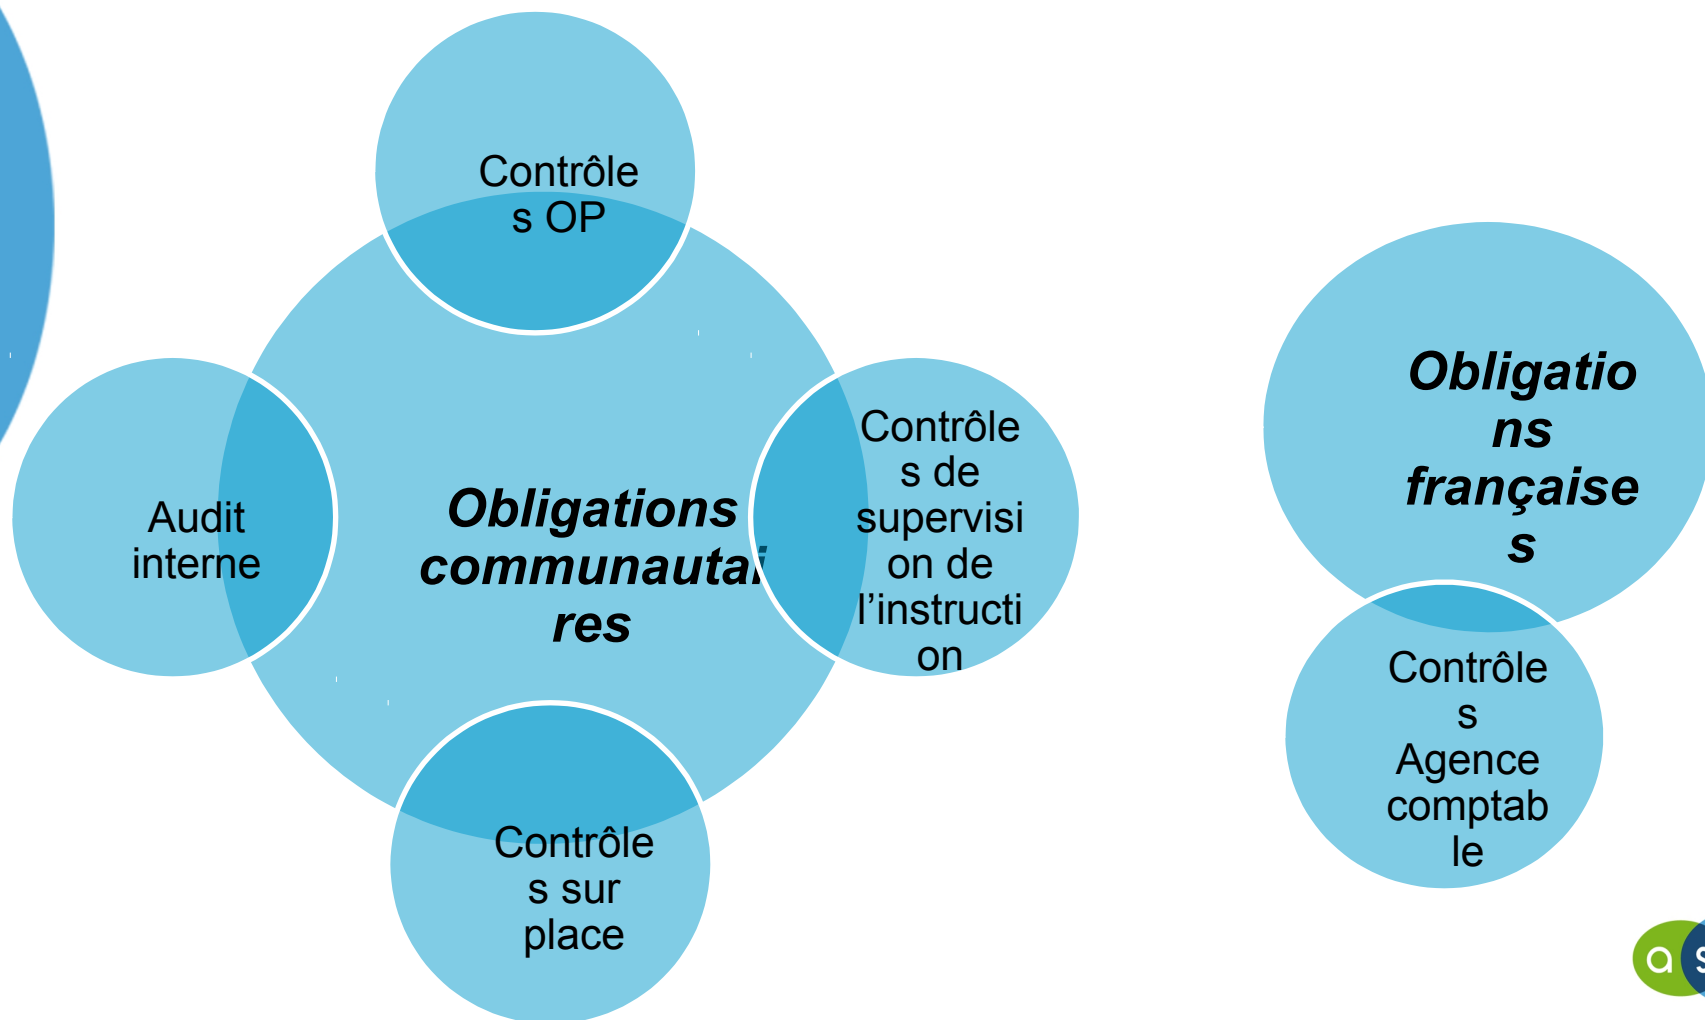 Contrôle
s OP
Audit
interne
Obligations
communautai
res
Contrôle
s de
supervisi
on de
l’instructi
on
Contrôle
s sur
place
Obligatio
ns
française
s
Contrôle
s
Agence
comptab
le
a s